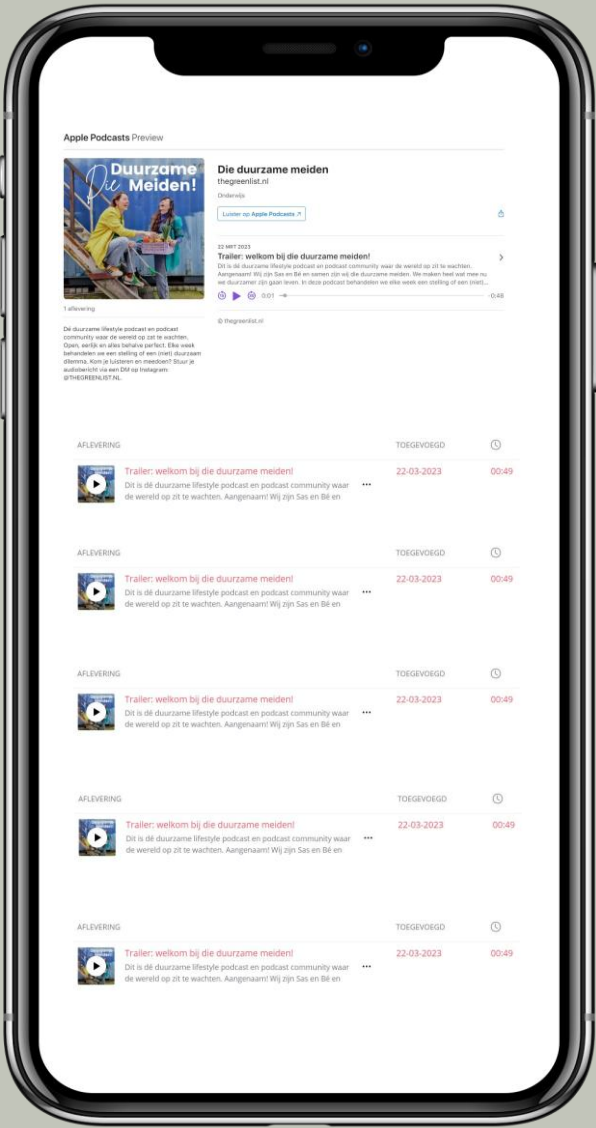 Apple Podcasts Preview
Die Duurzame
Meiden!
Die duurzame meiden
thegreenlist.nl
Onderwijs
Luister op Apple Podcasts ↗
22 MRT 2023
Trailer: welkom bij die duurzame meiden!
Dit is dé duurzame lifestyle podcast en podcast community waar de wereld op zit te wachten.
Aangenaam! Wij zijn Sas en Bé en samen zijn wij die duurzame meiden. We maken heel wat mee nu
we duurzamer zijn gaan leven. In deze podcast behandelen we elke week een stelling of een (niet)...
0:01
-0:48
© thegreenlist.nl
1 aflevering
Dé duurzame lifestyle podcast en podcast
community waar de wereld op zat te wachten.
Open, eerlijk en alles behalve perfect. Elke week
behandelen we een stelling of een (niet) duurzaam
dilemma. Kom je luisteren en meedoen? Stuur je
audiobericht via een DM op Instagram:
@THEGREENLIST.NL.
AFLEVERING TOEGEVOEGD
Trailer: welkom bij die duurzame meiden! 22-03-2023 00:49
Dit is dé duurzame lifestyle podcast en podcast community waar
de wereld op zit te wachten. Aangenaam! Wij zijn Sas en Bé en
AFLEVERING TOEGEVOEGD
Trailer: welkom bij die duurzame meiden! 22-03-2023 00:49
Dit is dé duurzame lifestyle podcast en podcast community waar
de wereld op zit te wachten. Aangenaam! Wij zijn Sas en Bé en
AFLEVERING TOEGEVOEGD
Trailer: welkom bij die duurzame meiden! 22-03-2023 00:49
Dit is dé duurzame lifestyle podcast en podcast community waar
de wereld op zit te wachten. Aangenaam! Wij zijn Sas en Bé en
AFLEVERING TOEGEVOEGD
Trailer: welkom bij die duurzame meiden! 22-03-2023 00:49
Dit is dé duurzame lifestyle podcast en podcast community waar
de wereld op zit te wachten. Aangenaam! Wij zijn Sas en Bé en
AFLEVERING TOEGEVOEGD
Trailer: welkom bij die duurzame meiden! 22-03-2023 00:49
Dit is dé duurzame lifestyle podcast en podcast community waar
de wereld op zit te wachten. Aangenaam! Wij zijn Sas en Bé en